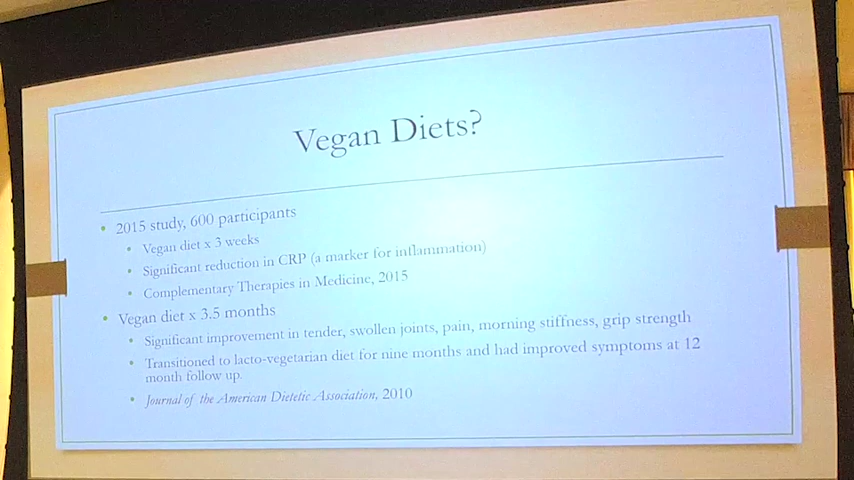 Vegan Diets?
• 2015 study, 600 participants
• Vegan diet x 3 weeks
• Significant reduction in CRP (a marker for inflammation)
• Complementary Therapies in Medicine, 2015
• Vegan diet x 3.5 months
• Significant improvement in tender, swollen joints, pain, morning stiffness, grip strength
• Transitioned to lacto-vegetarian diet for nine months and had improved symptoms at 12
month follow up.
• Journal of the American Dietetic Association, 2010